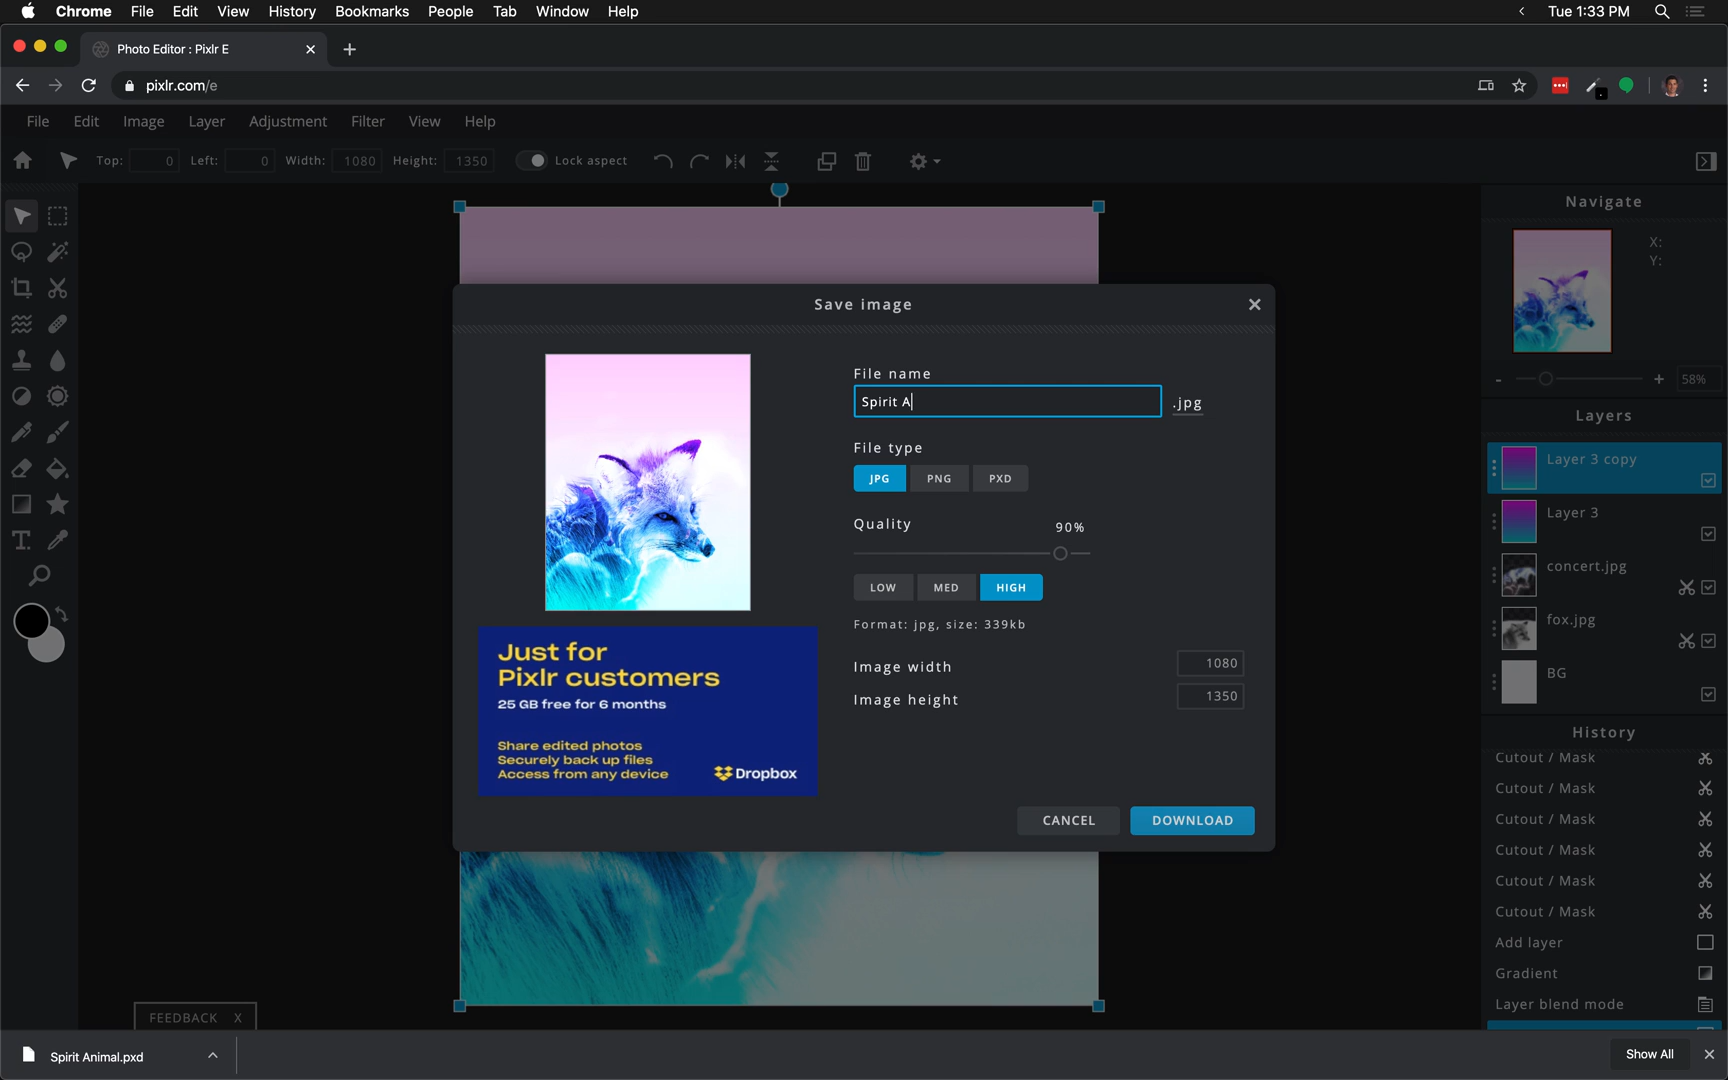 Chrome File Edit View History Bookmarks People Tab Window Help
Tue 1:33 PM
Photo Editor : Pixlr E
pixlr.com/e
File Edit Image Layer Adjustment Filter View Help
Top: 0 Left: 0 Width: 1080 Height: 1350 Lock aspect
Navigate
X:
Y:
- + 58%
Save image
File name
Spirit A .jpg
File type
JPG PNG PXD
Quality 90%
LOW MED HIGH
Format: jpg, size: 339kb
Image width 1080
Image height 1350
Just for
Pixlr customers
25 GB free for 6 months
Share edited photos
Securely back up files
Access from any device
Dropbox
CANCEL DOWNLOAD
Layers
Layer 3 copy
Layer 3
concert.jpg
fox.jpg
BG
History
Cutout / Mask
Cutout / Mask
Cutout / Mask
Cutout / Mask
Cutout / Mask
Cutout / Mask
Add layer
Gradient
Layer blend mode
FEEDBACK X
Spirit Animal.pxd
Show All